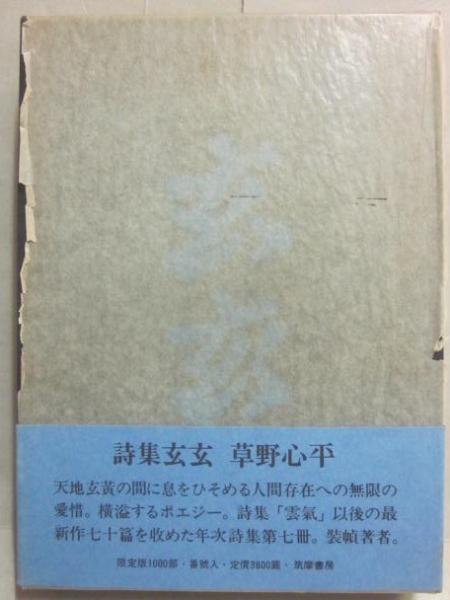 玄
玄
詩集玄玄 草野心平
天地玄黄の間に息をひそめる人間存在への無限の
愛惜。横溢するポエジー。詩集「雲氣」以後の最
新作七十篇を収めた年次詩集第七冊。裝幀著者。
限定版1000部・番號入・定價3800圓・筑摩書房